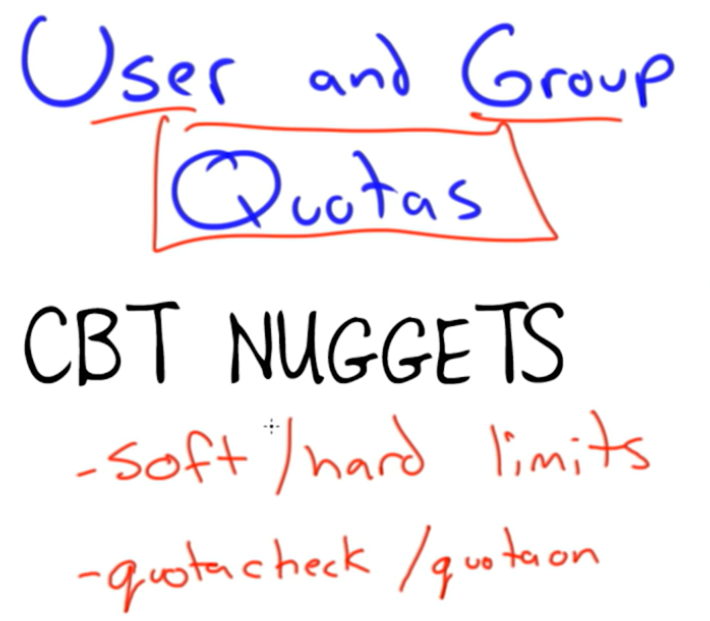 User and Group
Quotas
CBT NUGGETS
- soft / hard limits
- quotacheck / quotaon